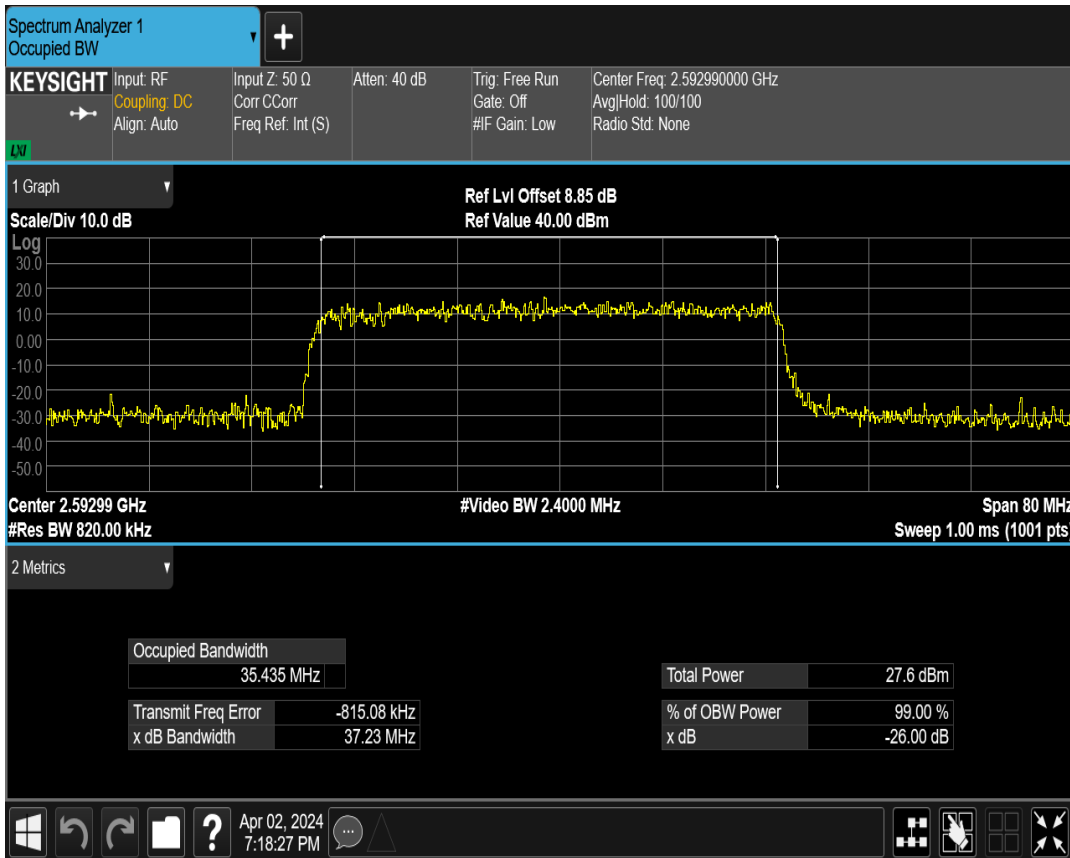 Spectrum Analyzer 1
Occupied BW
KEYSIGHT
LXI
Input: RF
Coupling: DC
Align: Auto
Input Z: 50 Ω
Corr CCorr
Freq Ref: Int (S)
Atten: 40 dB
Trig: Free Run
Gate: Off
#IF Gain: Low
Center Freq: 2.592990000 GHz
Avg|Hold: 100/100
Radio Std: None
1 Graph
Scale/Div 10.0 dB
Ref Lvl Offset 8.85 dB
Ref Value 40.00 dBm
Log
30.0
20.0
10.0
0.00
-10.0
-20.0
-30.0
-40.0
-50.0
Center 2.59299 GHz
#Video BW 2.4000 MHz
Span 80 MHz
#Res BW 820.00 kHz
Sweep 1.00 ms (1001 pts)
2 Metrics
Occupied Bandwidth
35.435 MHz
Total Power 27.6 dBm
Transmit Freq Error -815.08 kHz
% of OBW Power 99.00 %
x dB Bandwidth 37.23 MHz
x dB -26.00 dB
?
Apr 02, 2024
7:18:27 PM